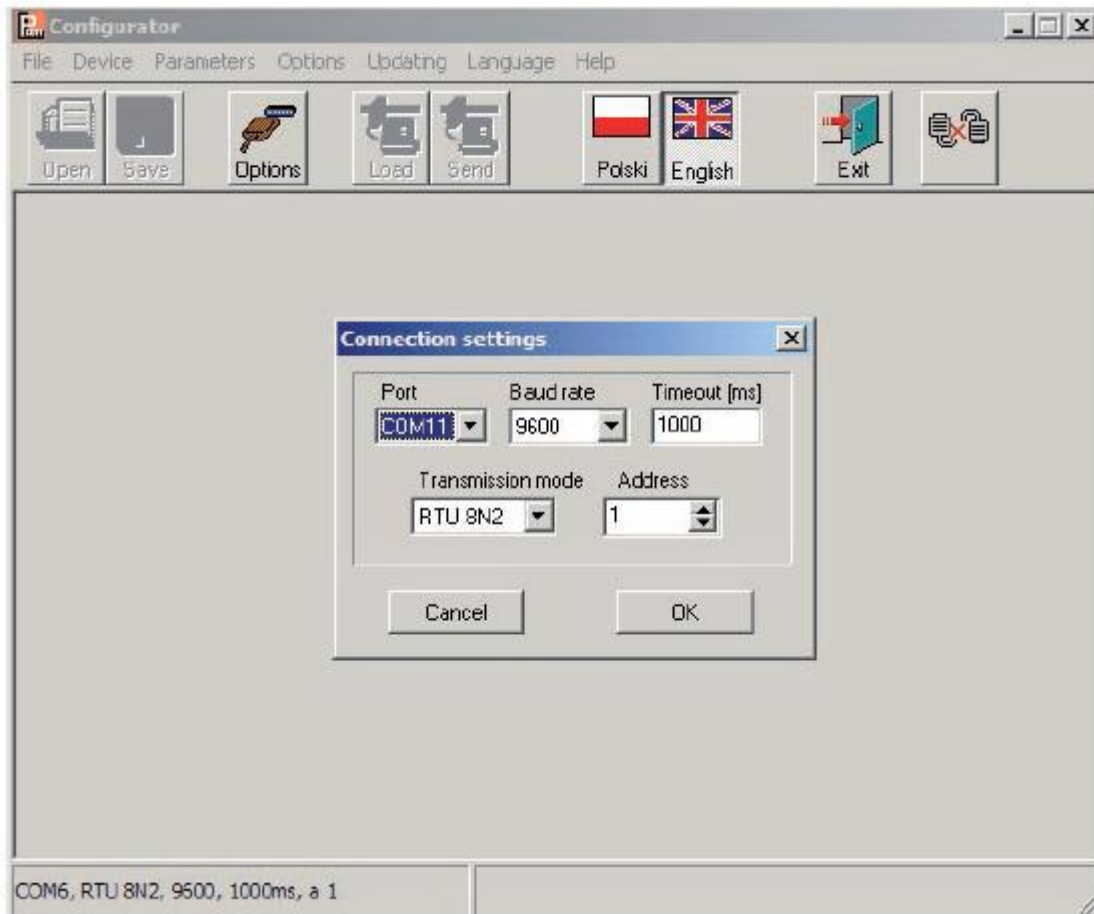 Configurator
File Device Parameters Options Updating Language Help
Open Save Options Load Send Polski English Exit
Connection settings
Port Baud rate Timeout [ms]
COM11 9600 1000
Transmission mode Address
RTU 8N2 1
Cancel OK
COM6, RTU 8N2, 9600, 1000ms, a 1